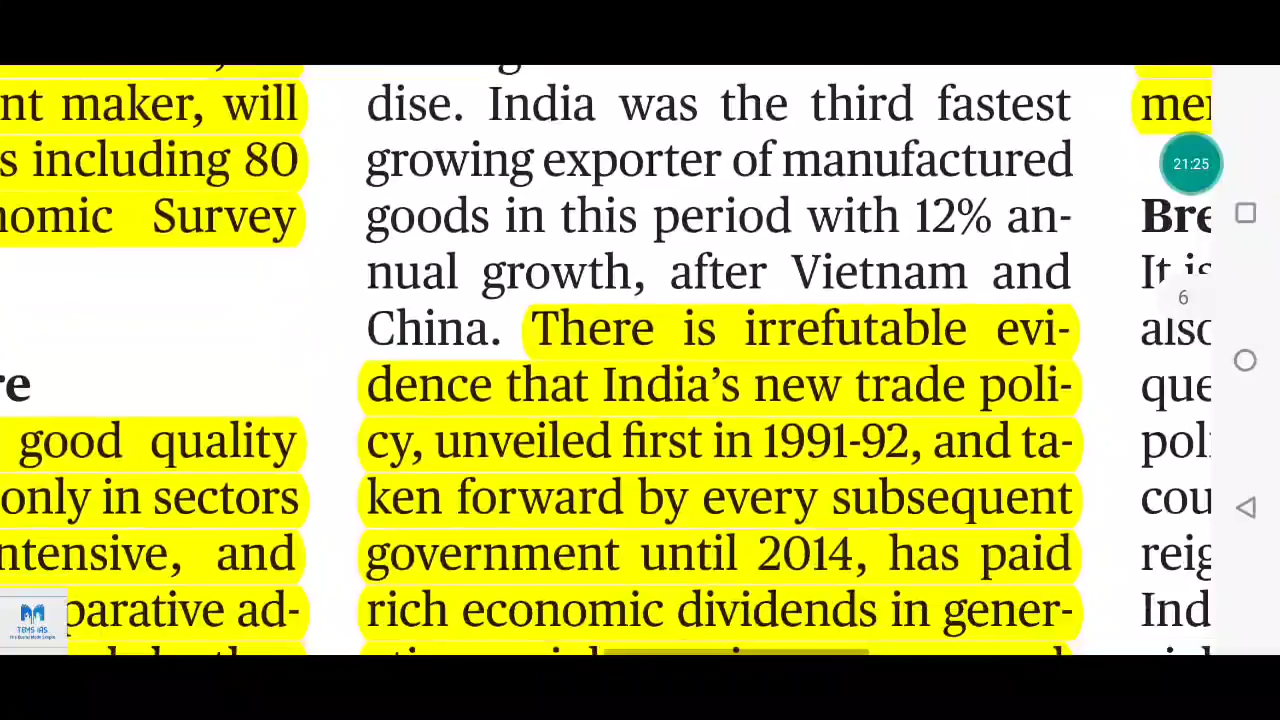 nt maker, will
s including 80
nomic Survey
re
good quality
only in sectors
ntensive, and
parative ad-
dise. India was the third fastest
growing exporter of manufactured
goods in this period with 12% an-
nual growth, after Vietnam and
China. There is irrefutable evi-
dence that India’s new trade poli-
cy, unveiled first in 1991-92, and ta-
ken forward by every subsequent
government until 2014, has paid
rich economic dividends in gener-
mer
21:25
Bre
It is
6
also
que
poli
cou
reig
Ind
TEMS IAS